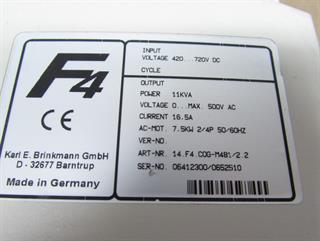 F4
CE
Karl E. Brinkmann GmbH
D - 32677 Barntrup
Made in Germany
INPUT
VOLTAGE 420...720V DC
CYCLE
OUTPUT
POWER 11KVA
VOLTAGE 0...MAX. 500V AC
CURRENT 16.5A
AC-MOT. 7.5KW 2/4P 50/60HZ
VER-NO.
ART-NR. 14.F4.COG-M481/2.2
SER-NO. 06412300/0652510